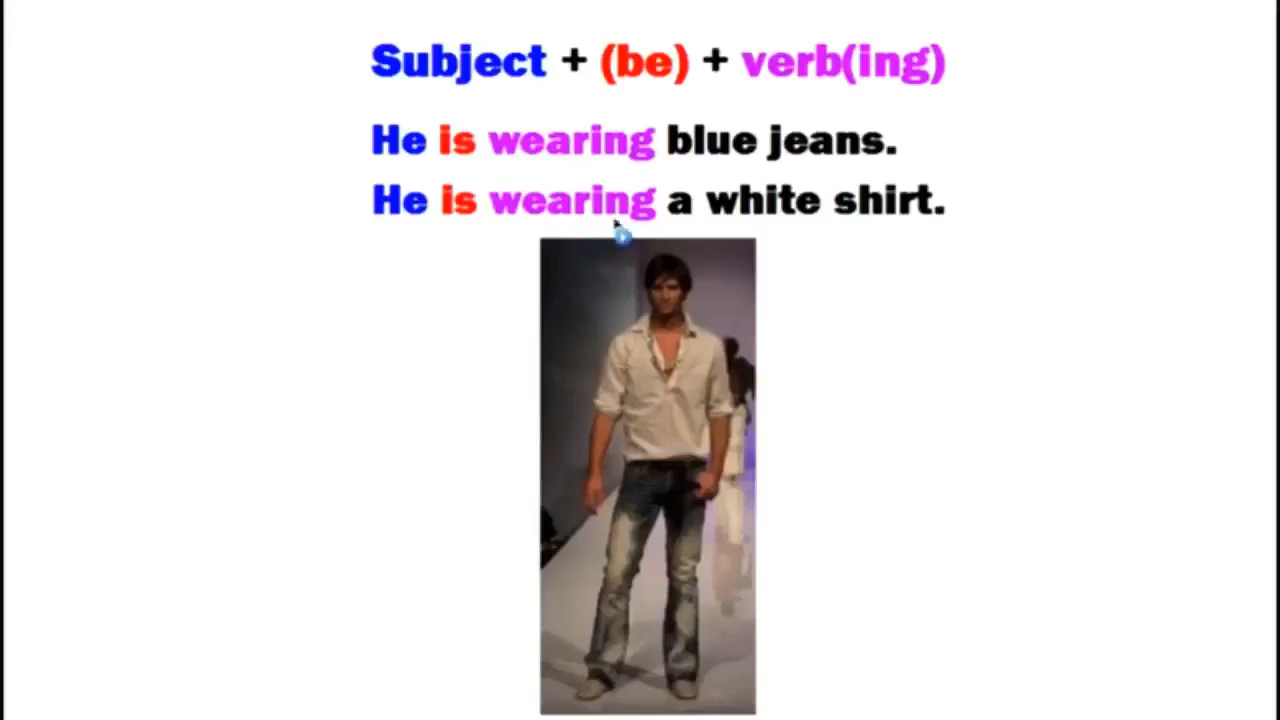 Subject + (be) + verb(ing)
He is wearing blue jeans.
He is wearing a white shirt.